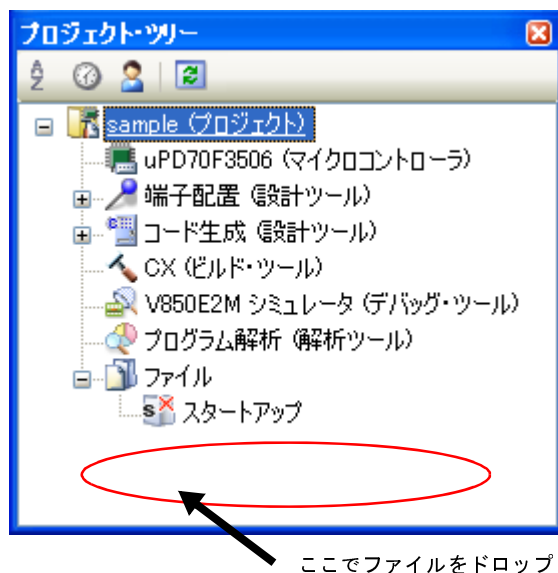 プロジェクト・ツリー
sample (プロジェクト)
uPD70F3506 (マイクロコントローラ)
端子配置 (設計ツール)
コード生成 (設計ツール)
CX (ビルド・ツール)
V850E2M シミュレータ (デバッグ・ツール)
プログラム解析 (解析ツール)
ファイル
スタートアップ
ここでファイルをドロップ